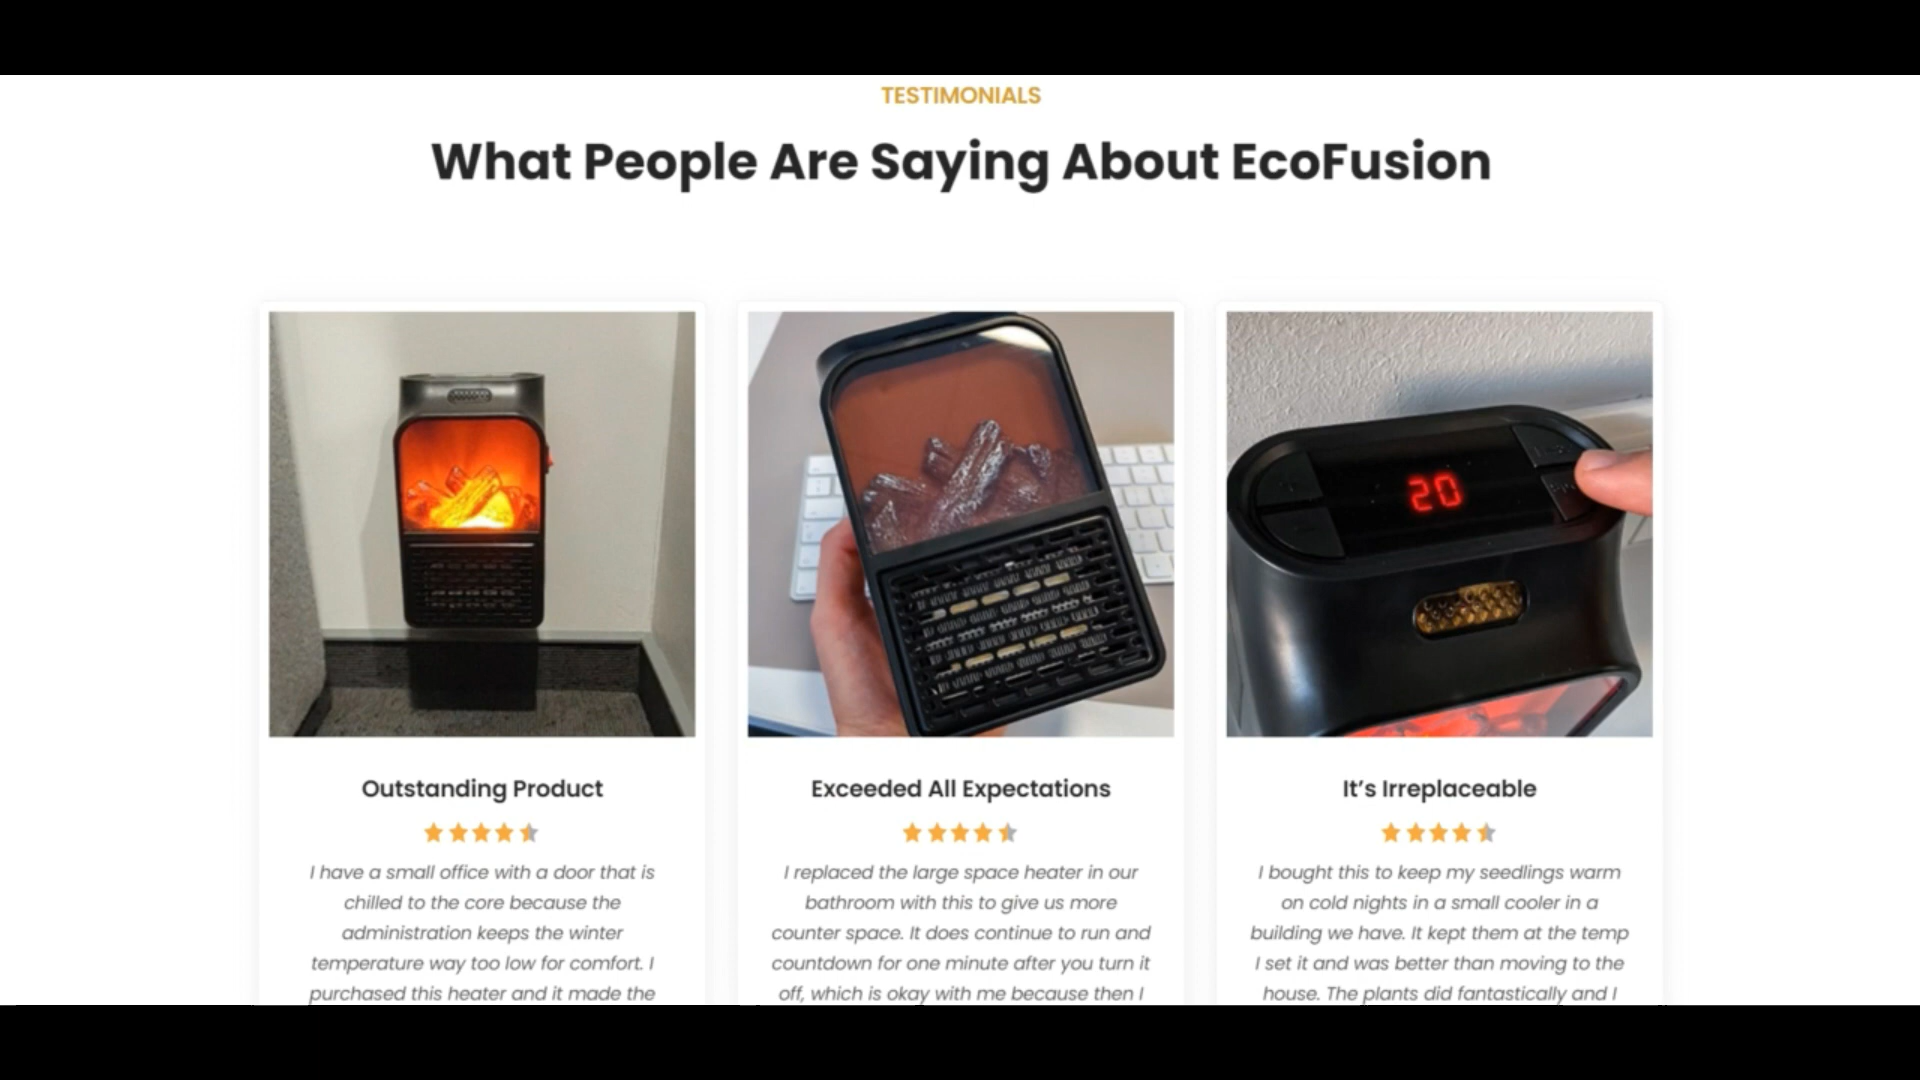 TESTIMONIALS
What People Are Saying About EcoFusion
20
Outstanding Product
I have a small office with a door that is
chilled to the core because the
administration keeps the winter
temperature way too low for comfort. I
purchased this heater and it made the
Exceeded All Expectations
I replaced the large space heater in our
bathroom with this to give us more
counter space. It does continue to run and
countdown for one minute after you turn it
off, which is okay with me because then I
It’s Irreplaceable
I bought this to keep my seedlings warm
on cold nights in a small cooler in a
building we have. It kept them at the temp
I set it and was better than moving to the
house. The plants did fantastically and I